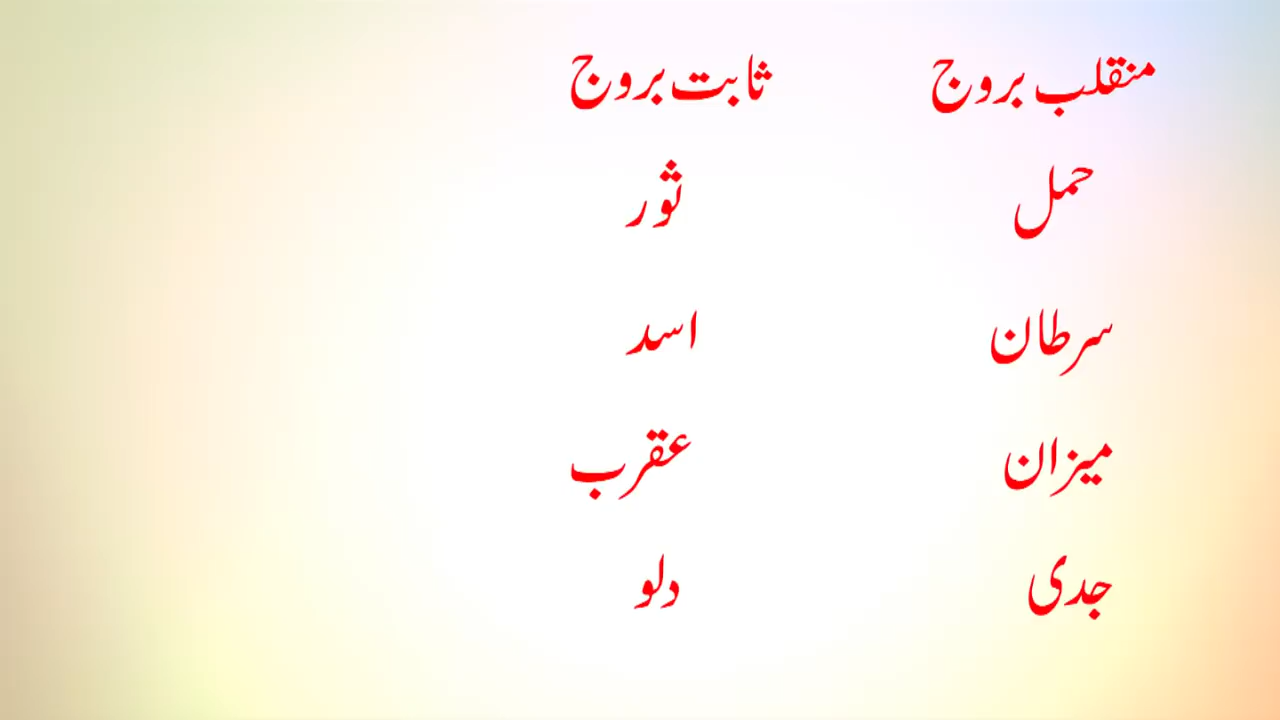 منقلب بروج ثابت بروج
حمل ثور
سرطان اسد
میزان عقرب
جدی دلو